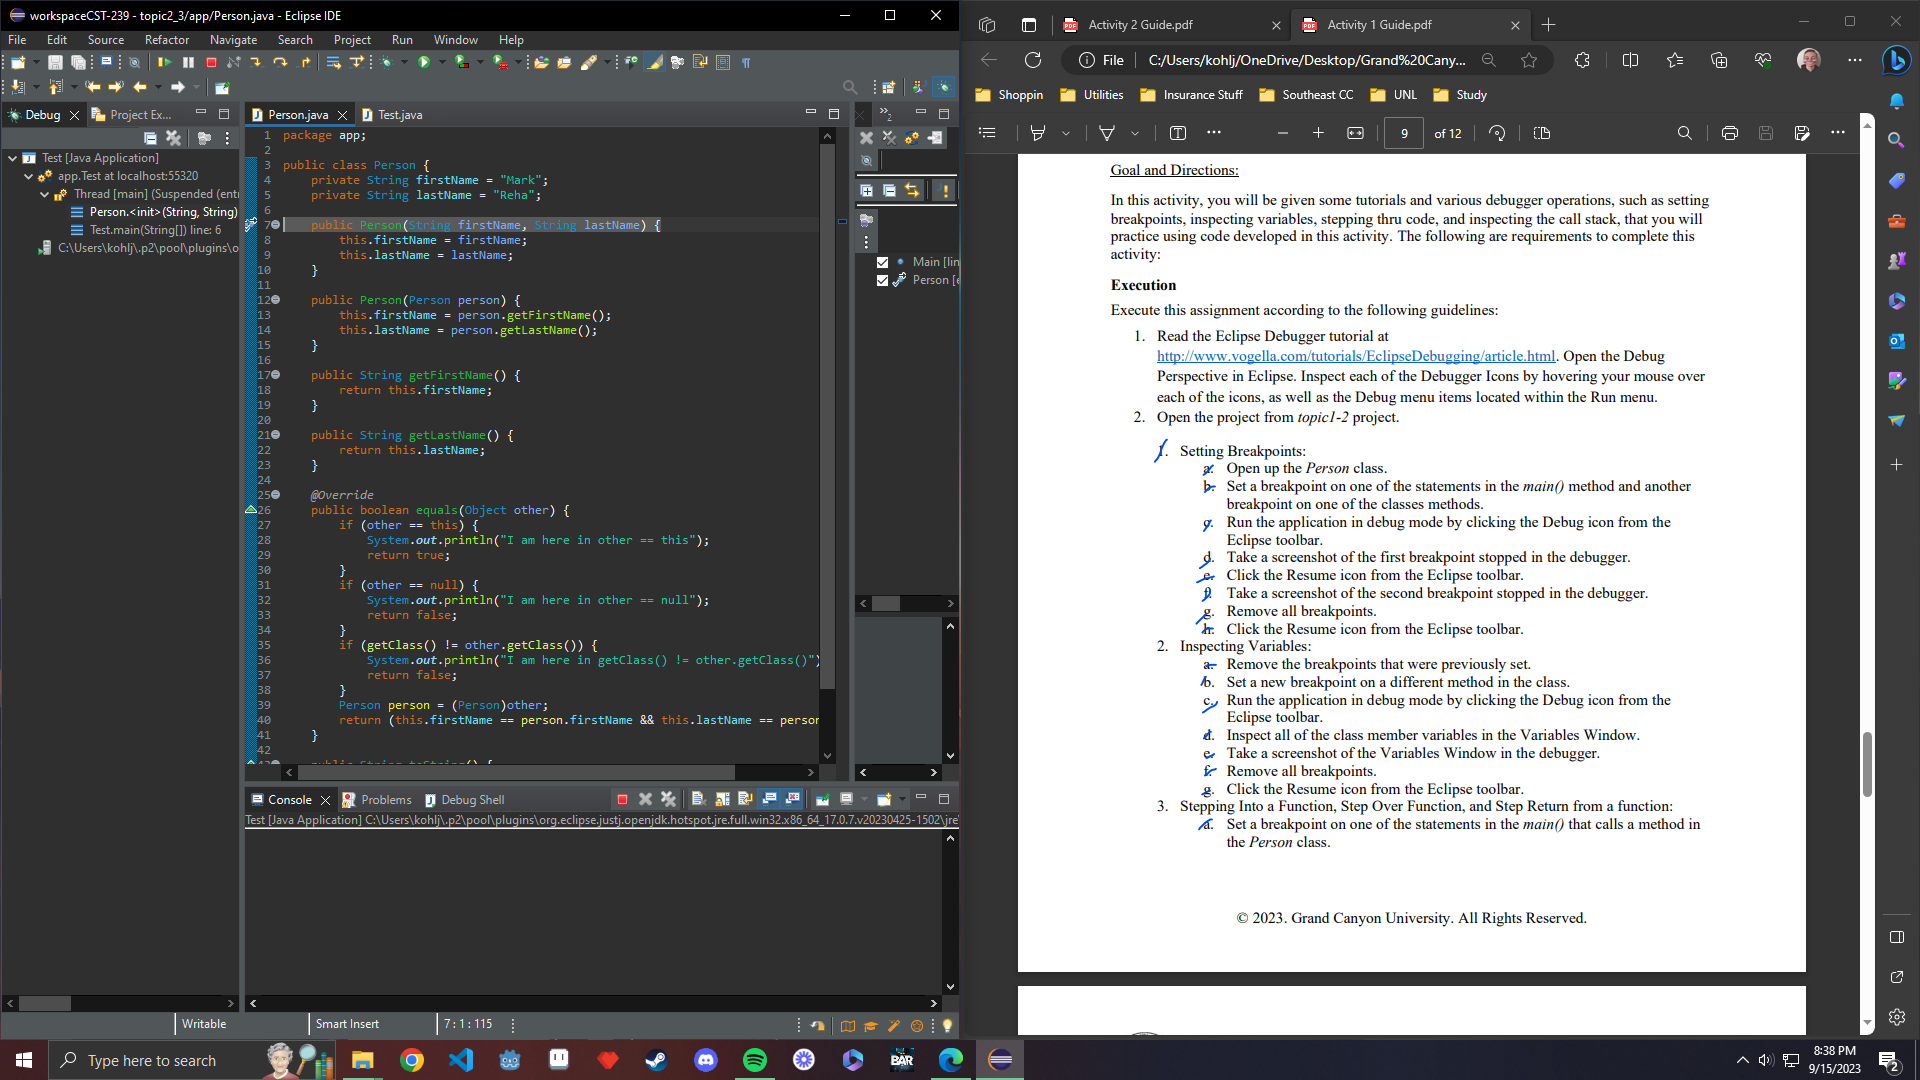 workspaceCST-239 - topic2_3/app/Person.java - Eclipse IDE
File Edit Source Refactor Navigate Search Project Run Window Help
Debug Project Ex...
Test [Java Application]
app.Test at localhost:55320
Thread [main] (Suspended (entr
Person.<init>(String, String)
Test.main(String[]) line: 6
C:\Users\kohlj\.p2\pool\plugins\o
Person.java Test.java
1 package app;
2
3 public class Person {
4 private String firstName = "Mark";
5 private String lastName = "Reha";
6
7 public Person(String firstName, String lastName) {
8 this.firstName = firstName;
9 this.lastName = lastName;
10 }
11
12 public Person(Person person) {
13 this.firstName = person.getFirstName();
14 this.lastName = person.getLastName();
15 }
16
17 public String getFirstName() {
18 return this.firstName;
19 }
20
21 public String getLastName() {
22 return this.lastName;
23 }
24
25 @Override
26 public boolean equals(Object other) {
27 if (other == this) {
28 System.out.println("I am here in other == this");
29 return true;
30 }
31 if (other == null) {
32 System.out.println("I am here in other == null");
33 return false;
34 }
35 if (getClass() != other.getClass()) {
36 System.out.println("I am here in getClass() != other.getClass()")
37 return false;
38 }
39 Person person = (Person)other;
40 return (this.firstName == person.firstName && this.lastName == person
41 }
42
public String toString() {
2
Main [lin
Person [e
Console Problems Debug Shell
Test [Java Application] C:\Users\kohlj\.p2\pool\plugins\org.eclipse.justj.openjdk.hotspot.jre.full.win32.x86_64_17.0.7.v20230425-1502\jre\
Writable Smart Insert 7 : 1 : 115
Activity 2 Guide.pdf Activity 1 Guide.pdf
File C:/Users/kohlj/OneDrive/Desktop/Grand%20Cany...
Shoppin Utilities Insurance Stuff Southeast CC UNL Study
9 of 12
Goal and Directions:
In this activity, you will be given some tutorials and various debugger operations, such as setting
breakpoints, inspecting variables, stepping thru code, and inspecting the call stack, that you will
practice using code developed in this activity. The following are requirements to complete this
activity:
Execution
Execute this assignment according to the following guidelines:
1. Read the Eclipse Debugger tutorial at
http://www.vogella.com/tutorials/EclipseDebugging/article.html. Open the Debug
Perspective in Eclipse. Inspect each of the Debugger Icons by hovering your mouse over
each of the icons, as well as the Debug menu items located within the Run menu.
2. Open the project from topic1-2 project.
1. Setting Breakpoints:
a. Open up the Person class.
b. Set a breakpoint on one of the statements in the main() method and another
breakpoint on one of the classes methods.
c. Run the application in debug mode by clicking the Debug icon from the
Eclipse toolbar.
d. Take a screenshot of the first breakpoint stopped in the debugger.
e. Click the Resume icon from the Eclipse toolbar.
f. Take a screenshot of the second breakpoint stopped in the debugger.
g. Remove all breakpoints.
h. Click the Resume icon from the Eclipse toolbar.
2. Inspecting Variables:
a. Remove the breakpoints that were previously set.
b. Set a new breakpoint on a different method in the class.
c. Run the application in debug mode by clicking the Debug icon from the
Eclipse toolbar.
d. Inspect all of the class member variables in the Variables Window.
e. Take a screenshot of the Variables Window in the debugger.
f. Remove all breakpoints.
g. Click the Resume icon from the Eclipse toolbar.
3. Stepping Into a Function, Step Over Function, and Step Return from a function:
a. Set a breakpoint on one of the statements in the main() that calls a method in
the Person class.
© 2023. Grand Canyon University. All Rights Reserved.
Type here to search
BAR
8:38 PM
9/15/2023
2